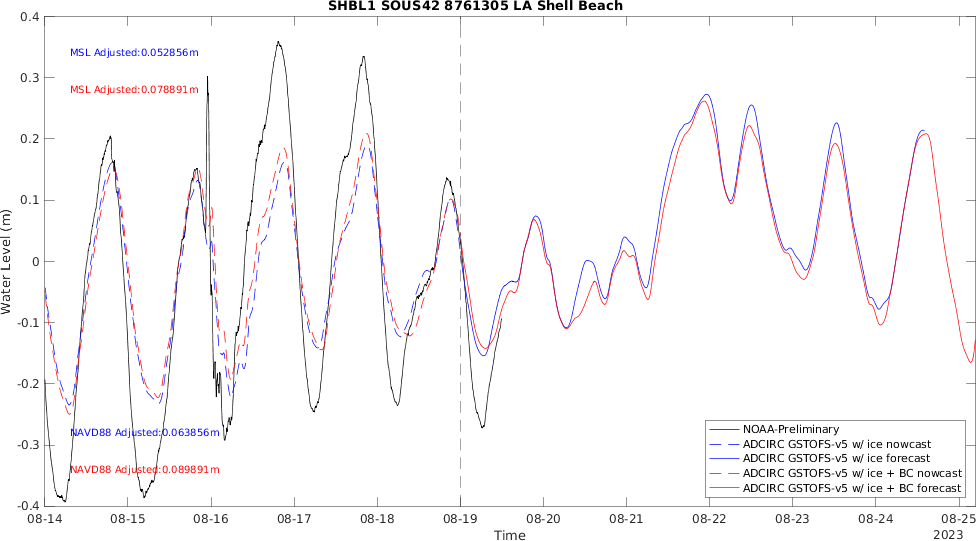 SHBL1 SOUS42 8761305 LA Shell Beach
MSL Adjusted:0.052856m
MSL Adjusted:0.078891m
NAVD88 Adjusted:0.063856m
NAVD88 Adjusted:0.089891m
Water Level (m)
0.4
0.3
0.2
0.1
0
-0.1
-0.2
-0.3
-0.4
NOAA-Preliminary
ADCIRC GSTOFS-v5 w/ ice nowcast
ADCIRC GSTOFS-v5 w/ ice forecast
ADCIRC GSTOFS-v5 w/ ice + BC nowcast
ADCIRC GSTOFS-v5 w/ ice + BC forecast
08-14 08-15 08-16 08-17 08-18 08-19 08-20 08-21 08-22 08-23 08-24 08-25
Time
2023